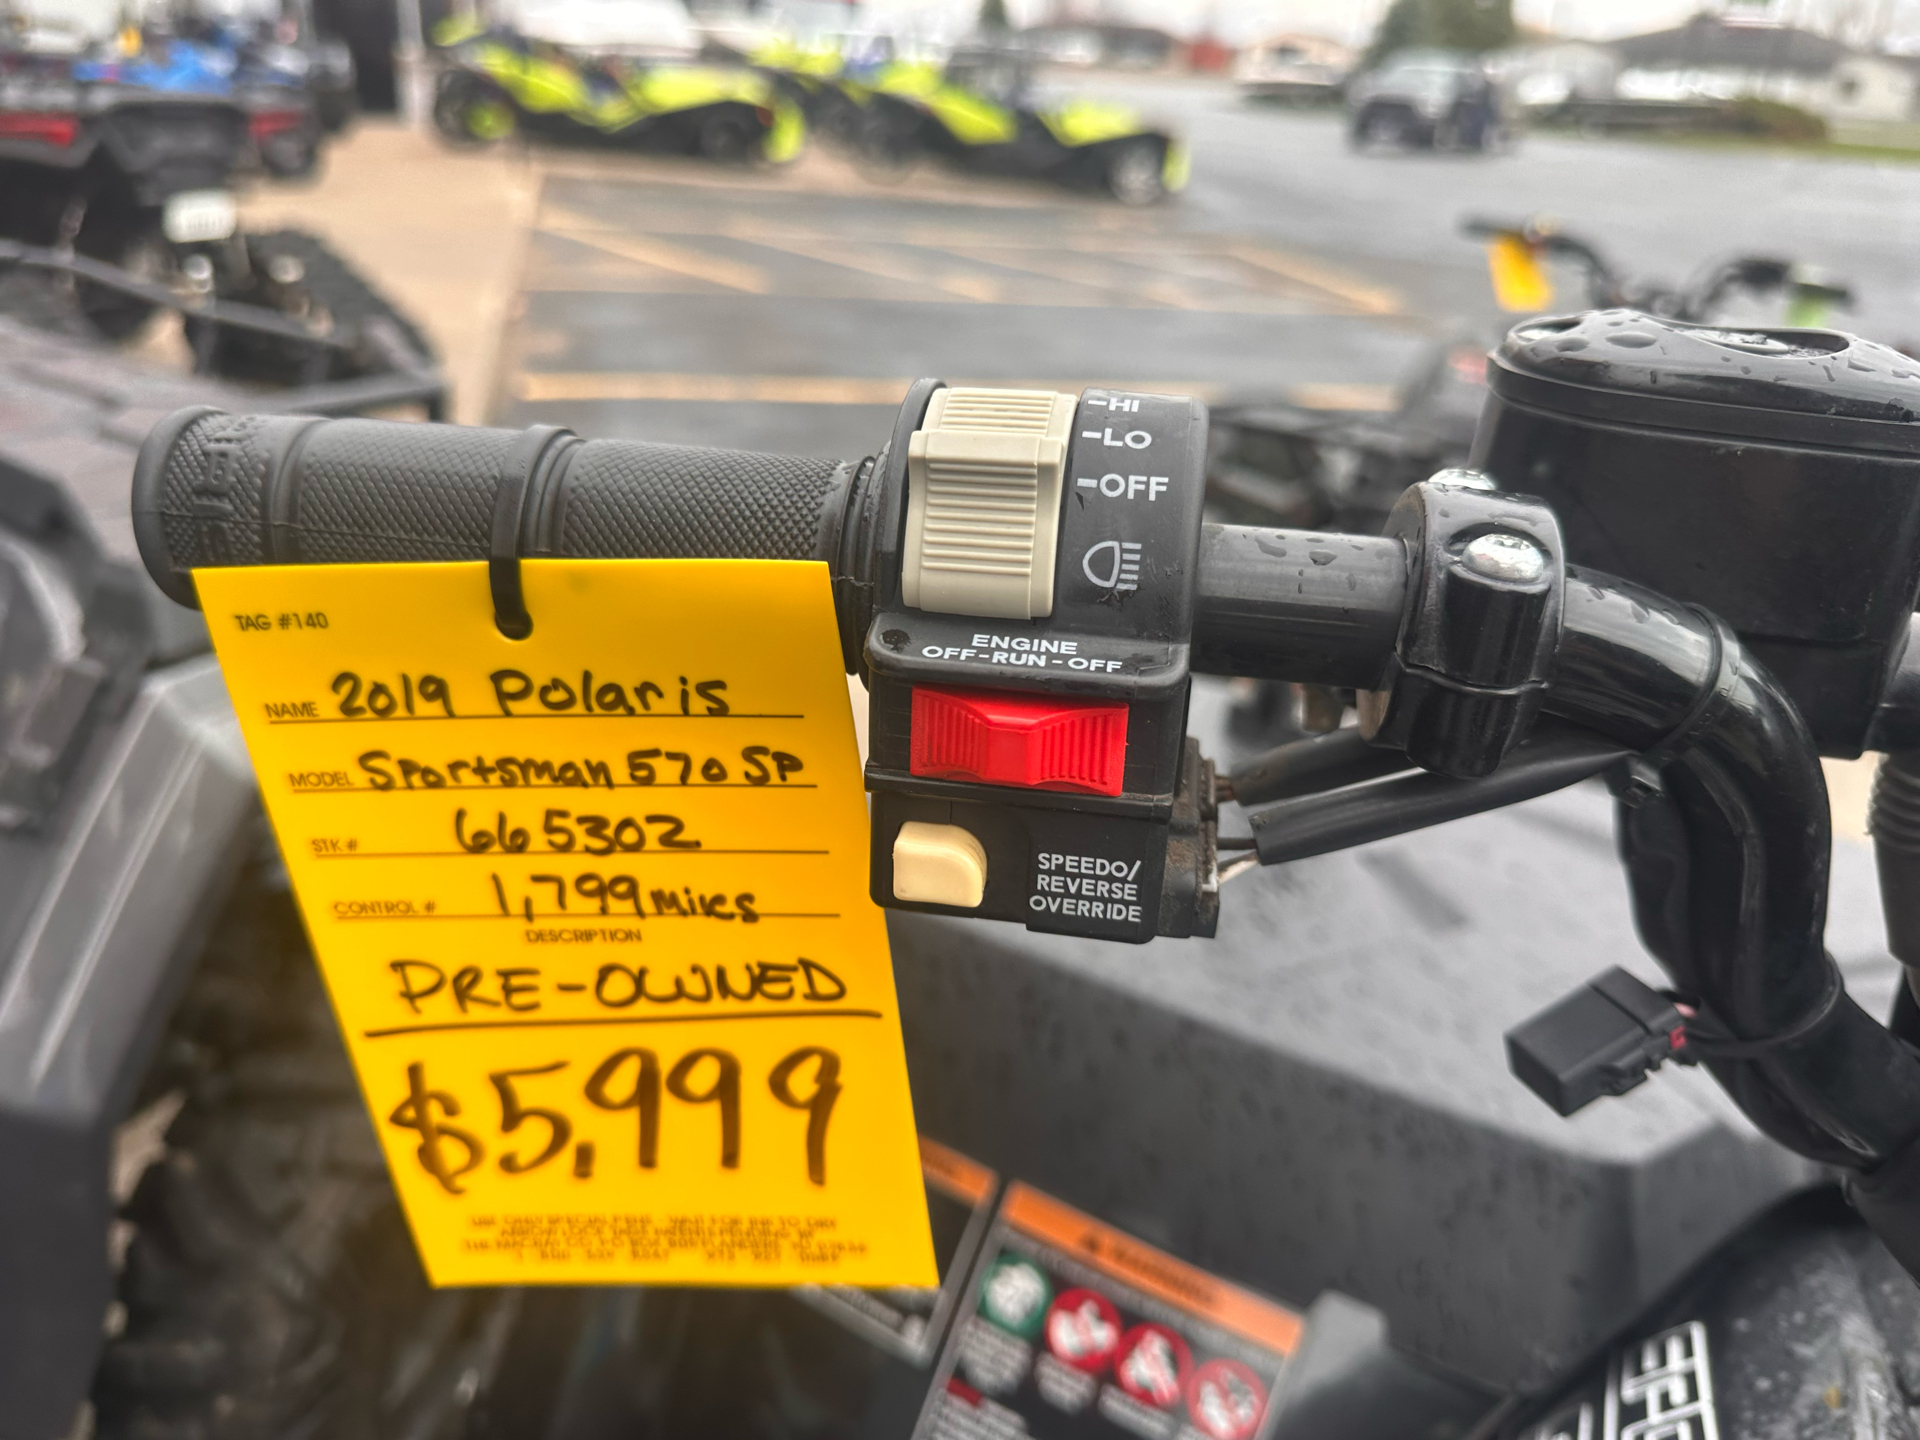 -HI
-LO
-OFF
ENGINE
OFF-RUN-OFF
SPEEDO/
REVERSE
OVERRIDE
TAG #140
NAME 2019 Polaris
MODEL Sportsman 570 SP
STK# 665302
CONTROL # 1,799 miles
DESCRIPTION
PRE-OWNED
$5,999
WARNING